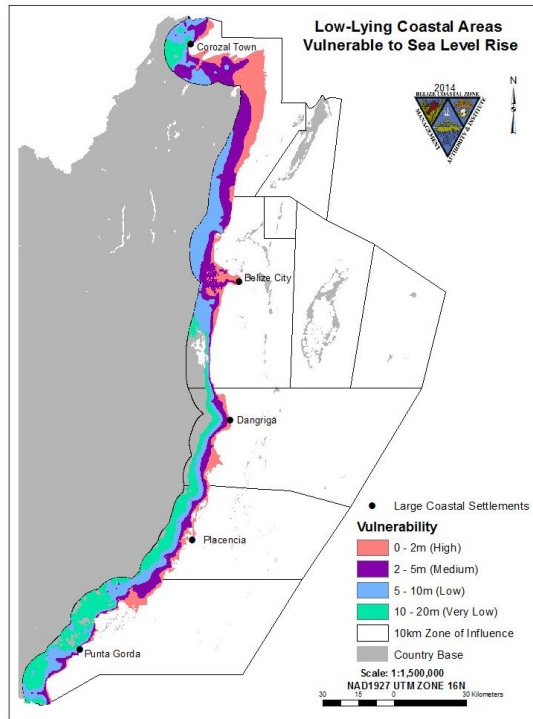 Low-Lying Coastal Areas
Vulnerable to Sea Level Rise
Corozal Town
2014
BELIZE COASTAL ZONE
MANAGEMENT
AUTHORITY & INSTITUTE
N
Belize City
Dangriga
Placencia
Punta Gorda
Large Coastal Settlements
Vulnerability
0 - 2m (High)
2 - 5m (Medium)
5 - 10m (Low)
10 - 20m (Very Low)
10km Zone of Influence
Country Base
Scale: 1:1,500,000
NAD1927 UTM ZONE 16N
30 15 0 30 Kilometers